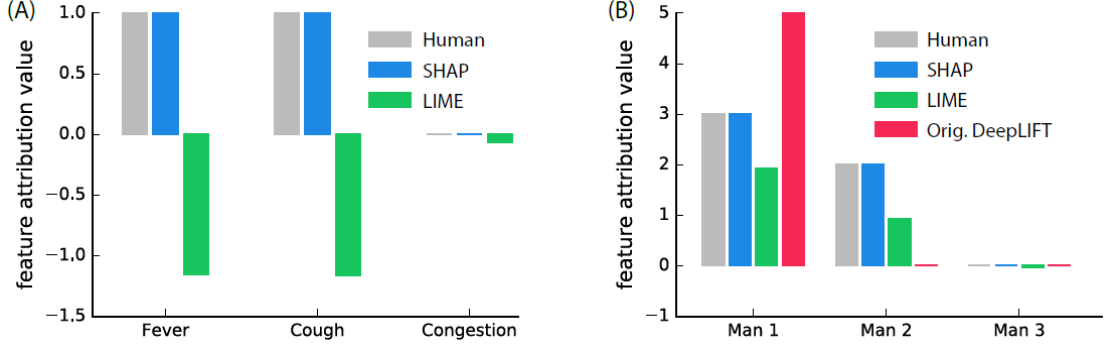 (A)
feature attribution value
1.0
0.5
0.0
−0.5
−1.0
−1.5
Human
SHAP
LIME
Fever
Cough
Congestion
(B)
feature attribution value
5
4
3
2
1
0
−1
Human
SHAP
LIME
Orig. DeepLIFT
Man 1
Man 2
Man 3